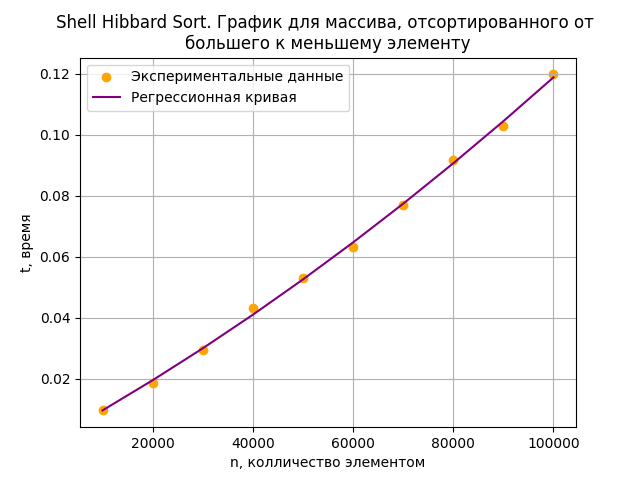 Shell Hibbard Sort. График для массива, отсортированного от
большего к меньшему элементу
Экспериментальные данные
Регрессионная кривая
0.12
0.10
0.08
0.06
0.04
0.02
t, время
20000
40000
60000
80000
100000
n, колличество элементом